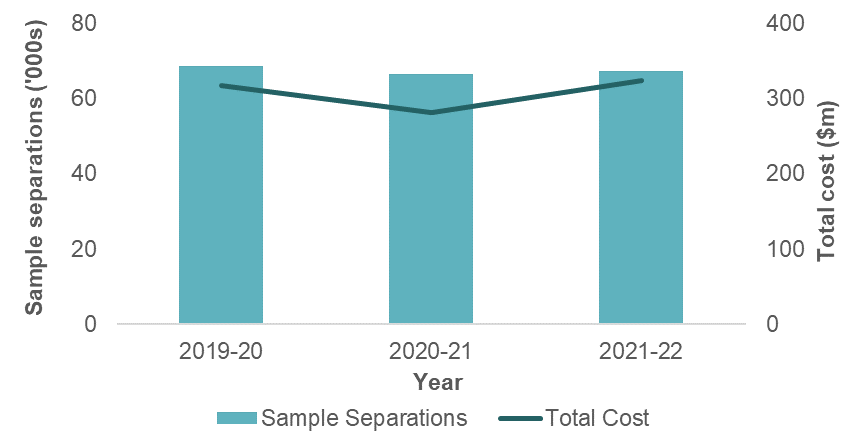 80
60
40
20
0
Sample separations ('000s)
400
300
200
100
0
Total cost ($m)
2019-20
2020-21
2021-22
Year
Sample Separations
Total Cost